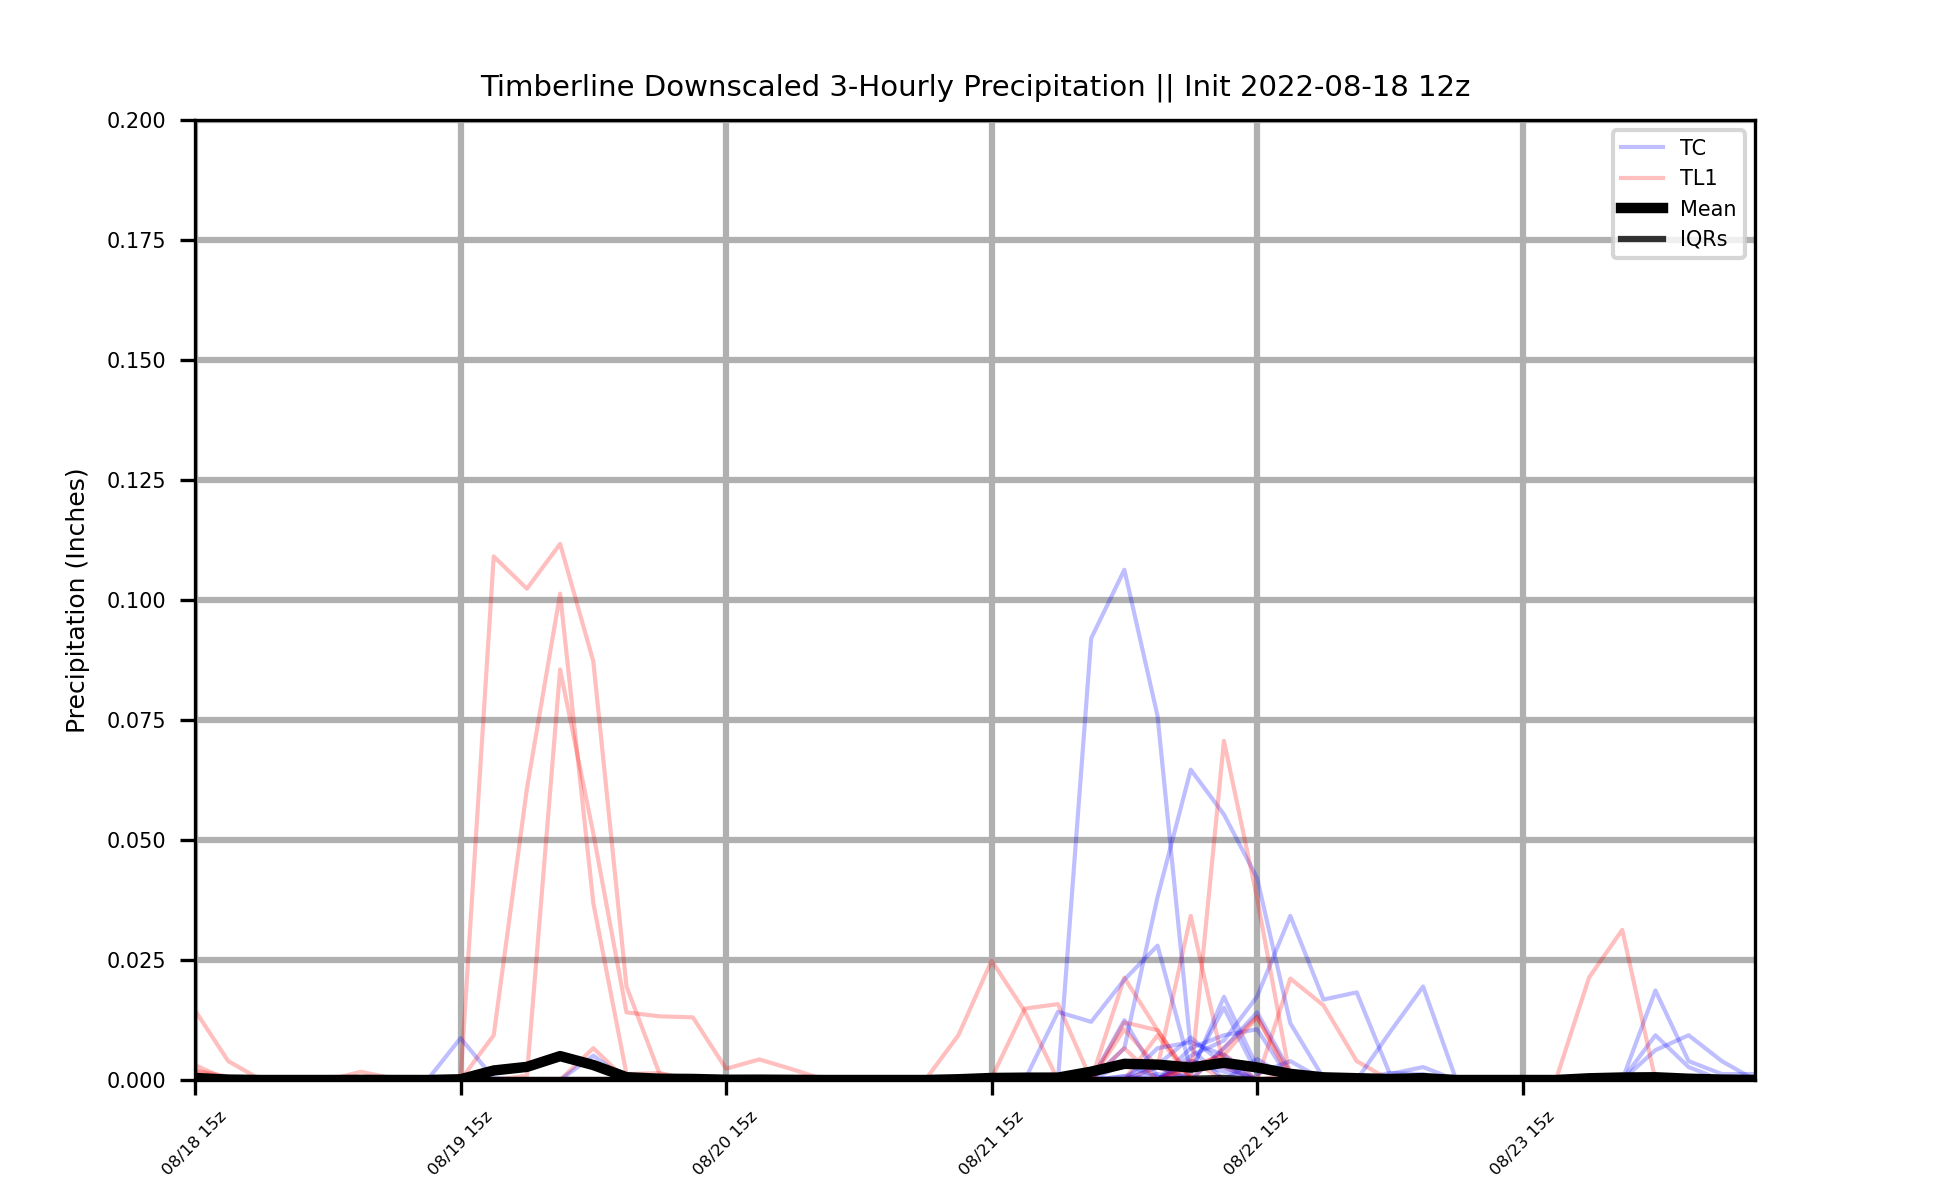 Timberline Downscaled 3-Hourly Precipitation || Init 2022-08-18 12z
0.200
0.175
0.150
0.125
0.100
0.075
0.050
0.025
0.000
Precipitation (Inches)
TC
TL1
Mean
IQRs
08/18 15z
08/19 15z
08/20 15z
08/21 15z
08/22 15z
08/23 15z